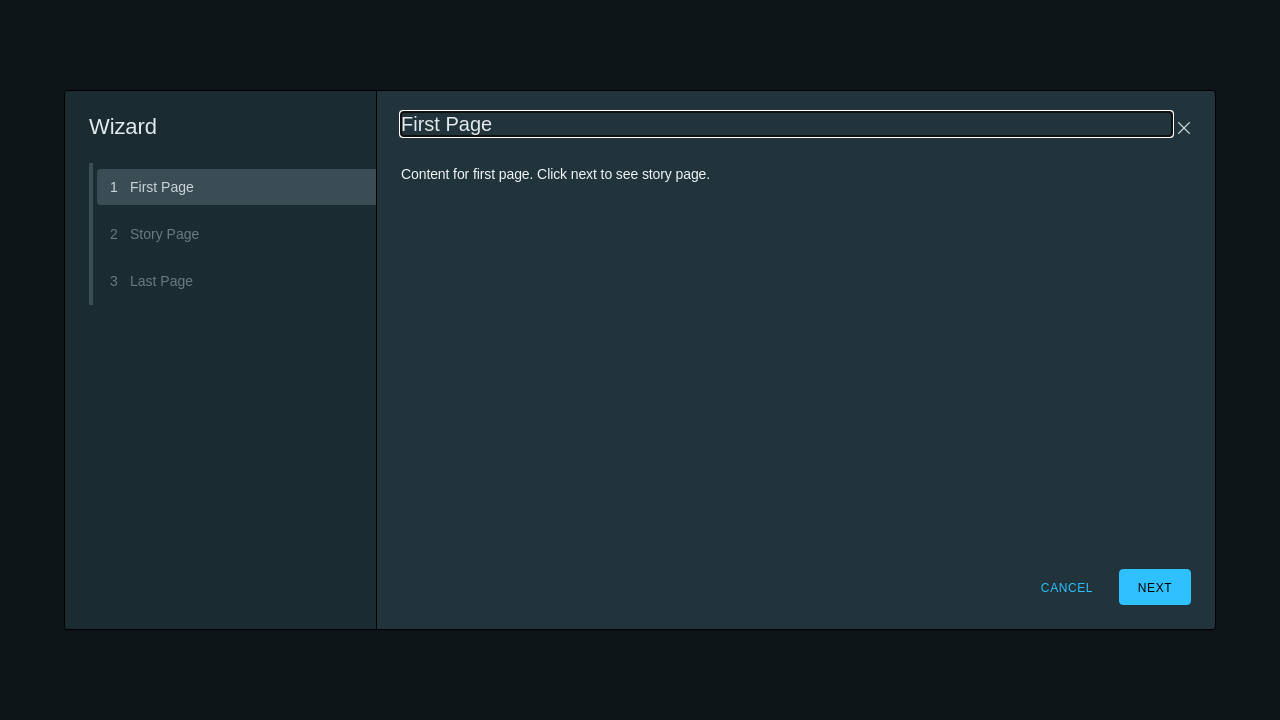 Wizard
1 First Page
2 Story Page
3 Last Page
First Page
Content for first page. Click next to see story page.
CANCEL
NEXT